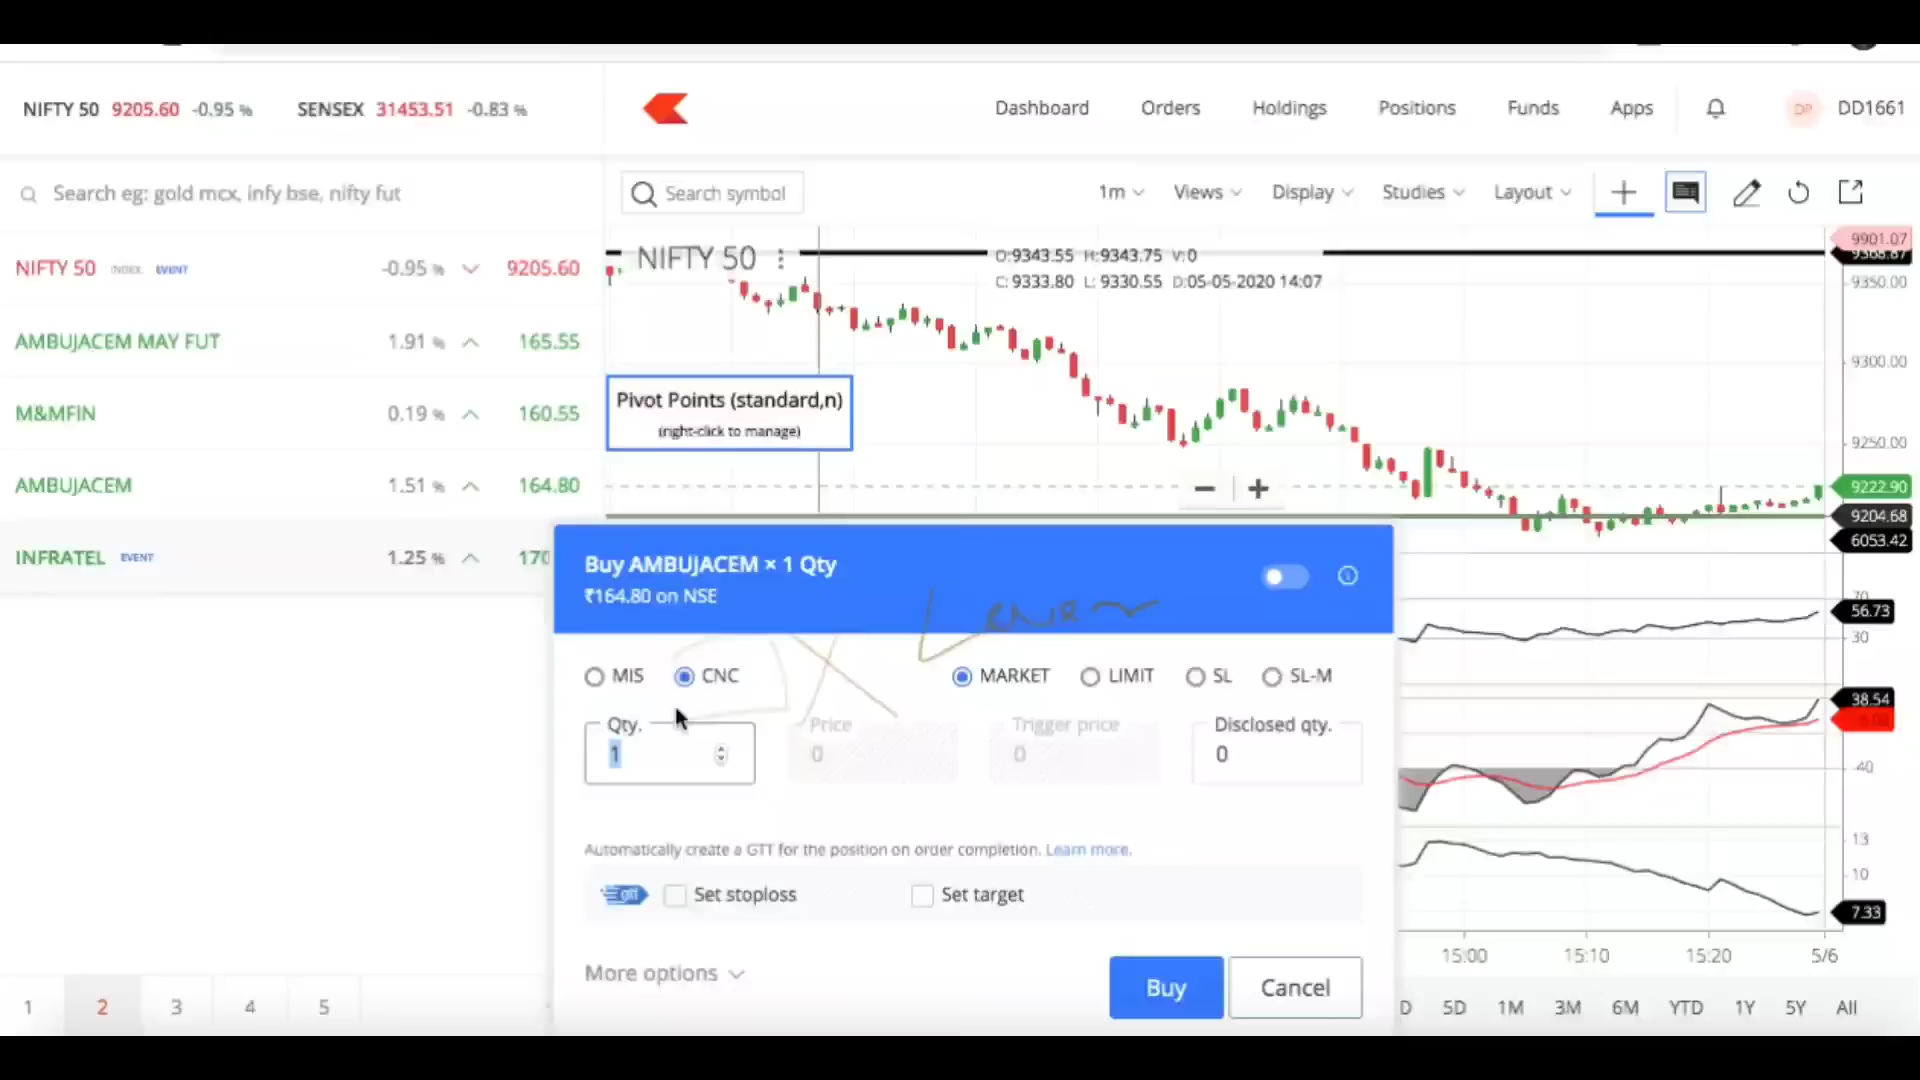 NIFTY 50 9205.60 -0.95 % SENSEX 31453.51 -0.83 %
Dashboard Orders Holdings Positions Funds Apps DP DD1661
Search eg: gold mcx, infy bse, nifty fut
Search symbol 1m Views Display Studies Layout
NIFTY 50 INDEX EVENT -0.95 % 9205.60
AMBUJACEM MAY FUT 1.91 % 165.55
M&MFIN 0.19 % 160.55
AMBUJACEM 1.51 % 164.80
INFRATEL EVENT 1.25 % 170
NIFTY 50
O:9343.55 H:9343.75 V:0
C:9333.80 L: 9330.55 D:05-05-2020 14:07
Pivot Points (standard,n)
(right-click to manage)
9901.07
9368.87
9350.00
9300.00
9250.00
9222.90
9204.68
6053.42
70
56.73
30
38.54
-40
13
10
7.33
15:00 15:10 15:20 5/6
Buy AMBUJACEM × 1 Qty
₹164.80 on NSE
MIS CNC MARKET LIMIT SL SL-M
Qty. Price Trigger price Disclosed qty.
1 0 0 0
Automatically create a GTT for the position on order completion. Learn more.
gtt Set stoploss Set target
More options Buy Cancel
1 2 3 4 5
D 5D 1M 3M 6M YTD 1Y 5Y All